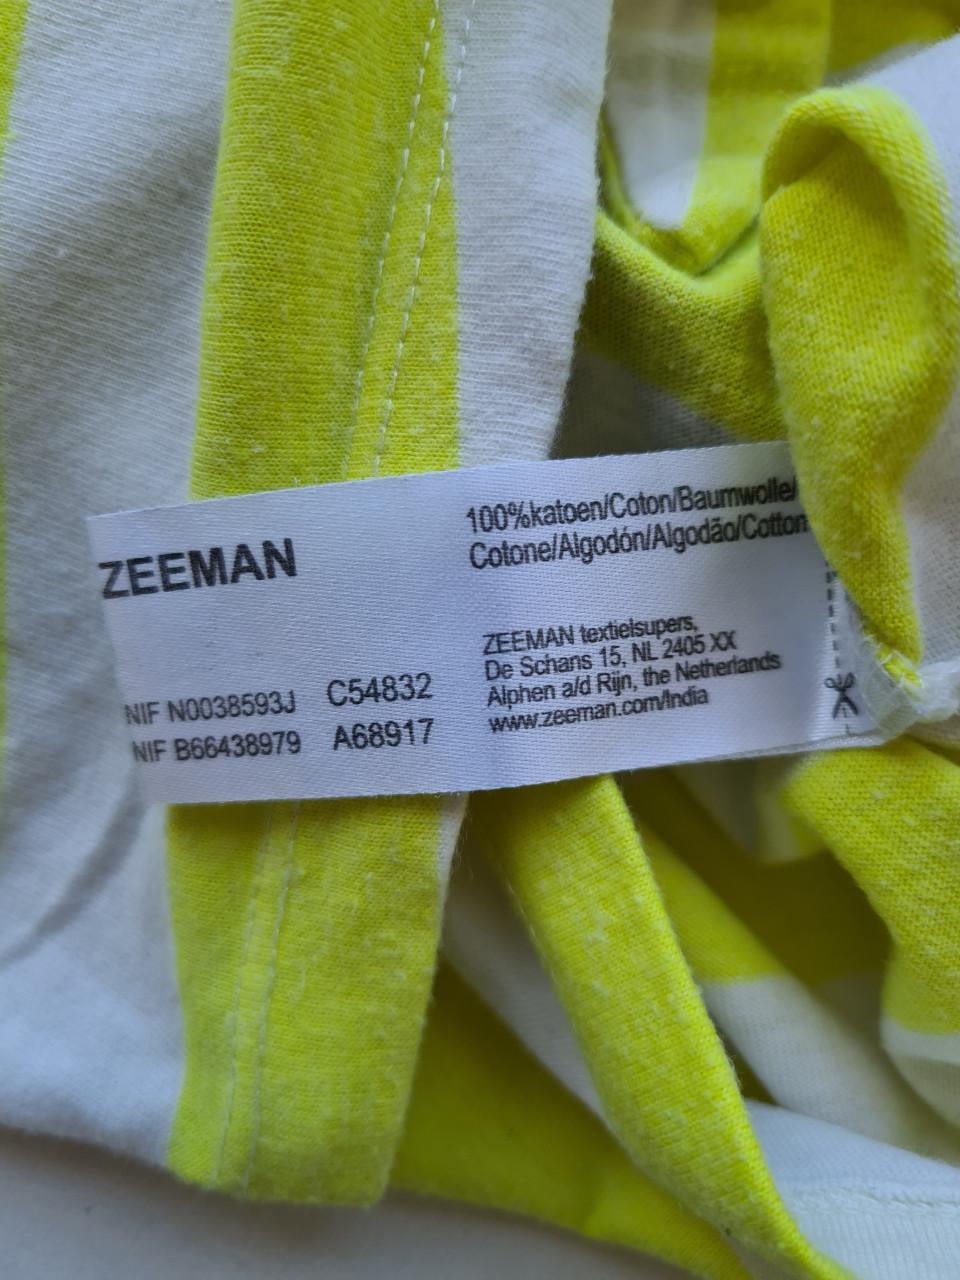 ZEEMAN
NIF N0038593J C54832
NIF B66438979 A68917
100%katoen/Coton/Baumwolle/
Cotone/Algodón/Algodão/Cotton
ZEEMAN textielsupers,
De Schans 15, NL 2405 XX
Alphen a/d Rijn, the Netherlands
www.zeeman.com/India